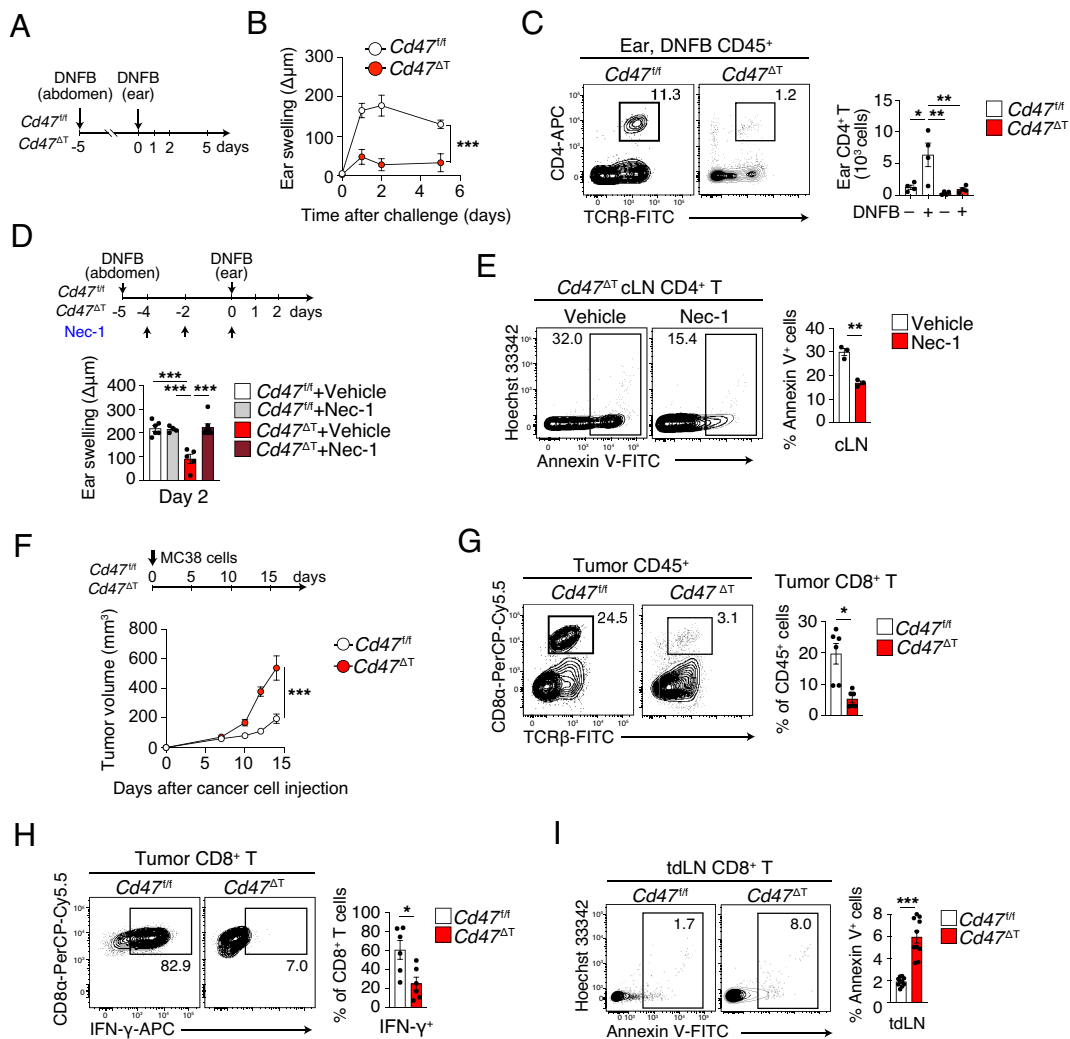 A
DNFB
(abdomen)
DNFB
(ear)
Cd47f/f
Cd47ΔT
-5 0 1 2 5 days
B
Cd47f/f
Cd47ΔT
Ear swelling (Δμm)
300
200
100
0
***
0 2 4 6
Time after challenge (days)
C
Ear, DNFB CD45+
Cd47f/f Cd47ΔT
11.3 1.2
CD4-APC
TCRβ-FITC
Ear CD4+ T
(10³ cells)
15
10
5
0
* ** **
DNFB − + − +
Cd47f/f
Cd47ΔT
D
DNFB
(abdomen)
DNFB
(ear)
Cd47f/f
Cd47ΔT
-5 -4 -2 0 1 2 days
Nec-1
Ear swelling (Δμm)
400
300
200
100
0
*** *** ***
Day 2
Cd47f/f+Vehicle
Cd47f/f+Nec-1
Cd47ΔT+Vehicle
Cd47ΔT+Nec-1
E
Cd47ΔT cLN CD4+ T
Vehicle Nec-1
32.0 15.4
Hoechst 33342
Annexin V-FITC
% Annexin V+ cells
40
30
20
10
0
**
cLN
Vehicle
Nec-1
F
MC38 cells
Cd47f/f
Cd47ΔT
0 5 10 15 days
Tumor volume (mm³)
800
600
400
200
0
***
0 5 10 15
Days after cancer cell injection
Cd47f/f
Cd47ΔT
G
Tumor CD45+
Cd47f/f Cd47 ΔT
24.5 3.1
CD8α-PerCP-Cy5.5
TCRβ-FITC
Tumor CD8+ T
% of CD45+ cells
30
20
10
0
*
Cd47f/f
Cd47ΔT
H
Tumor CD8+ T
Cd47f/f Cd47ΔT
82.9 7.0
CD8α-PerCP-Cy5.5
IFN-γ-APC
% of CD8+ T cells
100
80
60
40
20
0
*
IFN-γ+
Cd47f/f
Cd47ΔT
I
tdLN CD8+ T
Cd47f/f Cd47ΔT
1.7 8.0
Hoechst 33342
Annexin V-FITC
% Annexin V+ cells
8
6
4
2
0
***
tdLN
Cd47f/f
Cd47ΔT